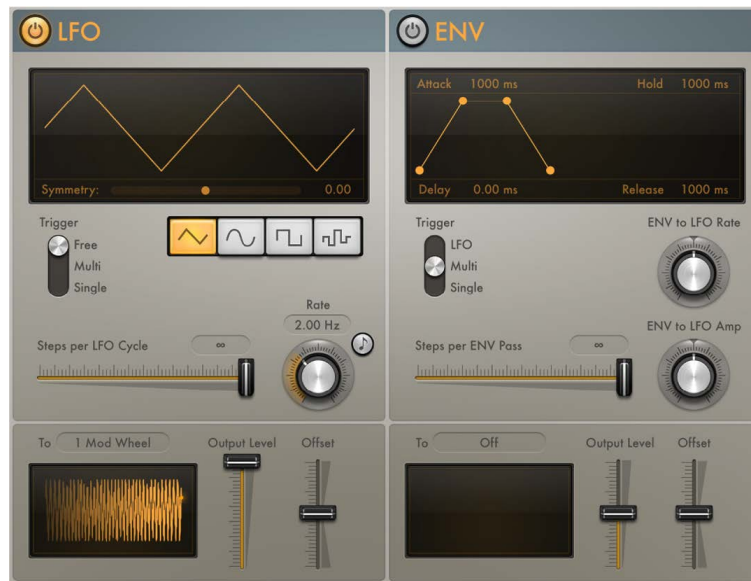 LFO
Symmetry: 0.00
Trigger
Free
Multi
Single
Rate
2.00 Hz
Steps per LFO Cycle ∞
To 1 Mod Wheel
Output Level
Offset
ENV
Attack 1000 ms
Hold 1000 ms
Delay 0.00 ms
Release 1000 ms
Trigger
LFO
Multi
Single
ENV to LFO Rate
Steps per ENV Pass ∞
ENV to LFO Amp
To Off
Output Level
Offset